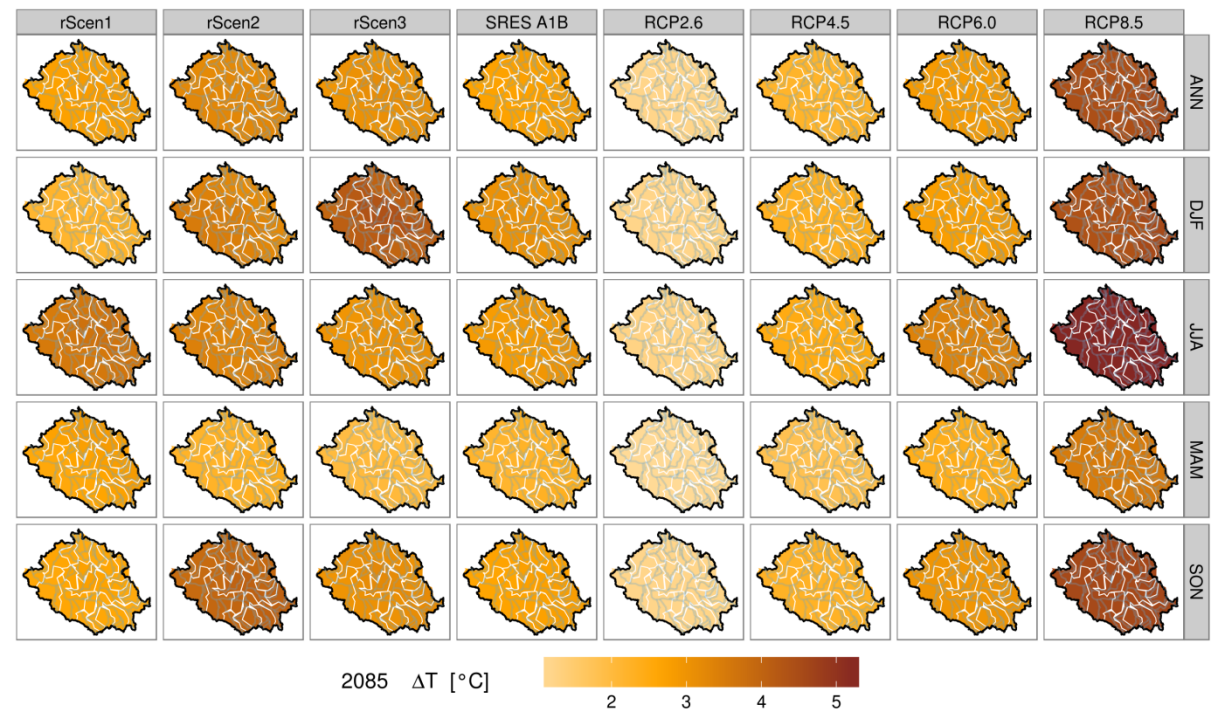 rScen1 rScen2 rScen3 SRES A1B RCP2.6 RCP4.5 RCP6.0 RCP8.5
ANN
DJF
JJA
MAM
SON
2085 ΔT [°C]
2 3 4 5